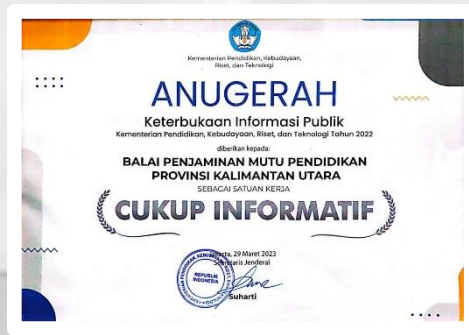 Kementerian Pendidikan, Kebudayaan,
Riset, dan Teknologi
ANUGERAH
Keterbukaan Informasi Publik
Kementerian Pendidikan, Kebudayaan, Riset, dan Teknologi Tahun 2022
diberikan kepada:
BALAI PENJAMINAN MUTU PENDIDIKAN
PROVINSI KALIMANTAN UTARA
SEBAGAI SATUAN KERJA
CUKUP INFORMATIF
Jakarta, 29 Maret 2023
Sekretaris Jenderal
REPUBLIK
INDONESIA
Suharti